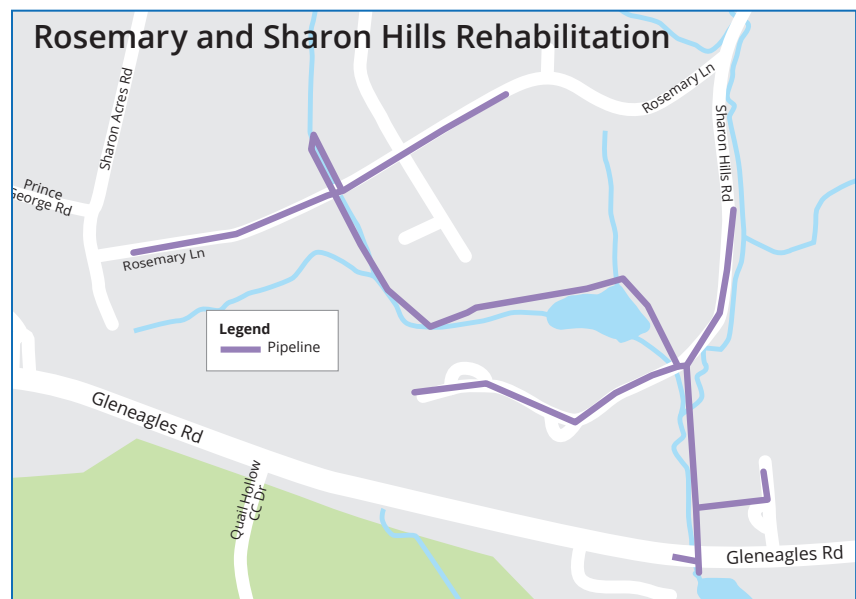 Rosemary and Sharon Hills Rehabilitation
Sharon Acres Rd
Rosemary Ln
Sharon Hills Rd
Prince
George Rd
Rosemary Ln
Legend
Pipeline
Gleneagles Rd
Quail Hollow
CC Dr
Gleneagles Rd